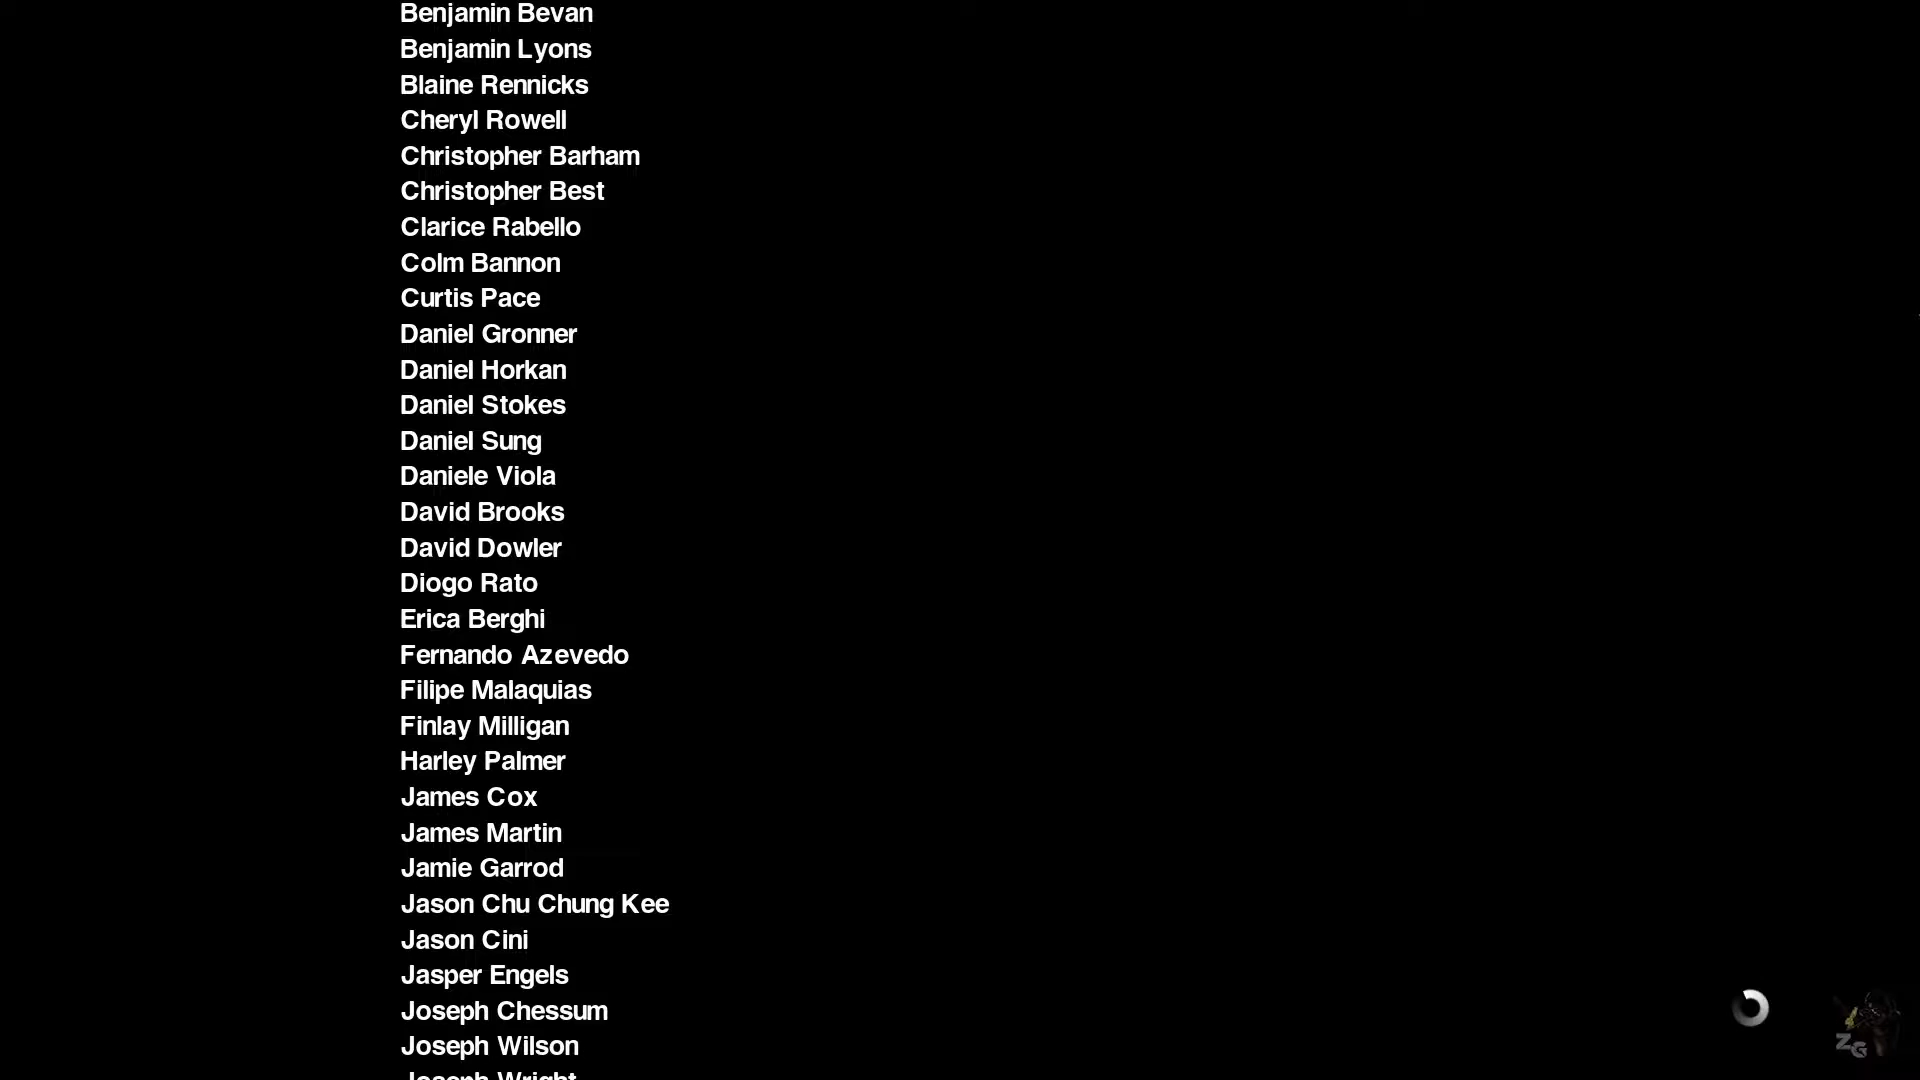 Benjamin Bevan
Benjamin Lyons
Blaine Rennicks
Cheryl Rowell
Christopher Barham
Christopher Best
Clarice Rabello
Colm Bannon
Curtis Pace
Daniel Gronner
Daniel Horkan
Daniel Stokes
Daniel Sung
Daniele Viola
David Brooks
David Dowler
Diogo Rato
Erica Berghi
Fernando Azevedo
Filipe Malaquias
Finlay Milligan
Harley Palmer
James Cox
James Martin
Jamie Garrod
Jason Chu Chung Kee
Jason Cini
Jasper Engels
Joseph Chessum
Joseph Wilson
Joseph Wright
ZG